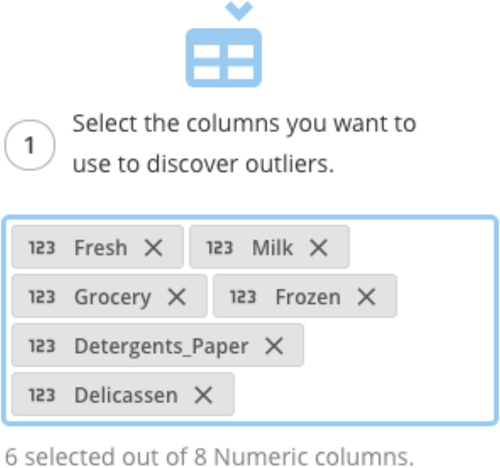 1 Select the columns you want to
use to discover outliers.
123 Fresh X 123 Milk X
123 Grocery X 123 Frozen X
123 Detergents_Paper X
123 Delicassen X
6 selected out of 8 Numeric columns.